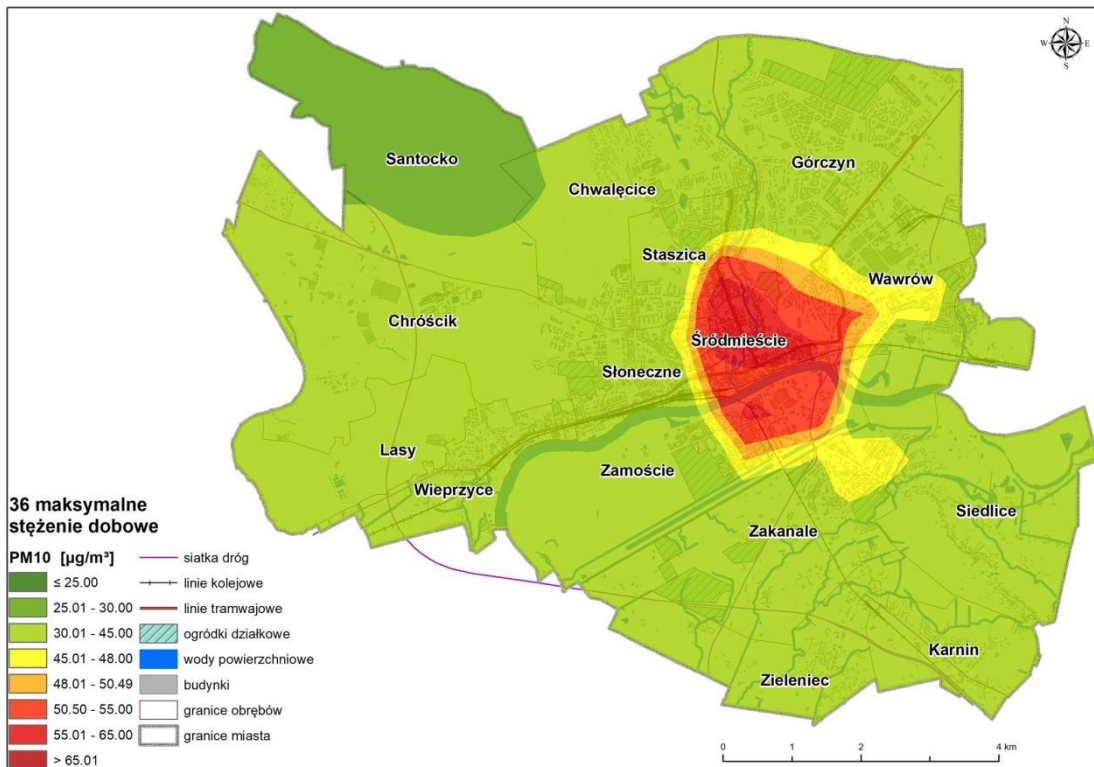 N
W E
S
Santocko
Górczyn
Chwalęcice
Staszica
Wawrów
Chróścik
Śródmieście
Słoneczne
Lasy
Zamoście
Wieprzyce
Siedlice
Zakanale
Karnin
Zieleniec
36 maksymalne
stężenie dobowe
PM10 [µg/m³]
≤ 25.00
25.01 - 30.00
30.01 - 45.00
45.01 - 48.00
48.01 - 50.49
50.50 - 55.00
55.01 - 65.00
> 65.01
siatka dróg
linie kolejowe
linie tramwajowe
ogródki działkowe
wody powierzchniowe
budynki
granice obrębów
granice miasta
0 1 2 4 km